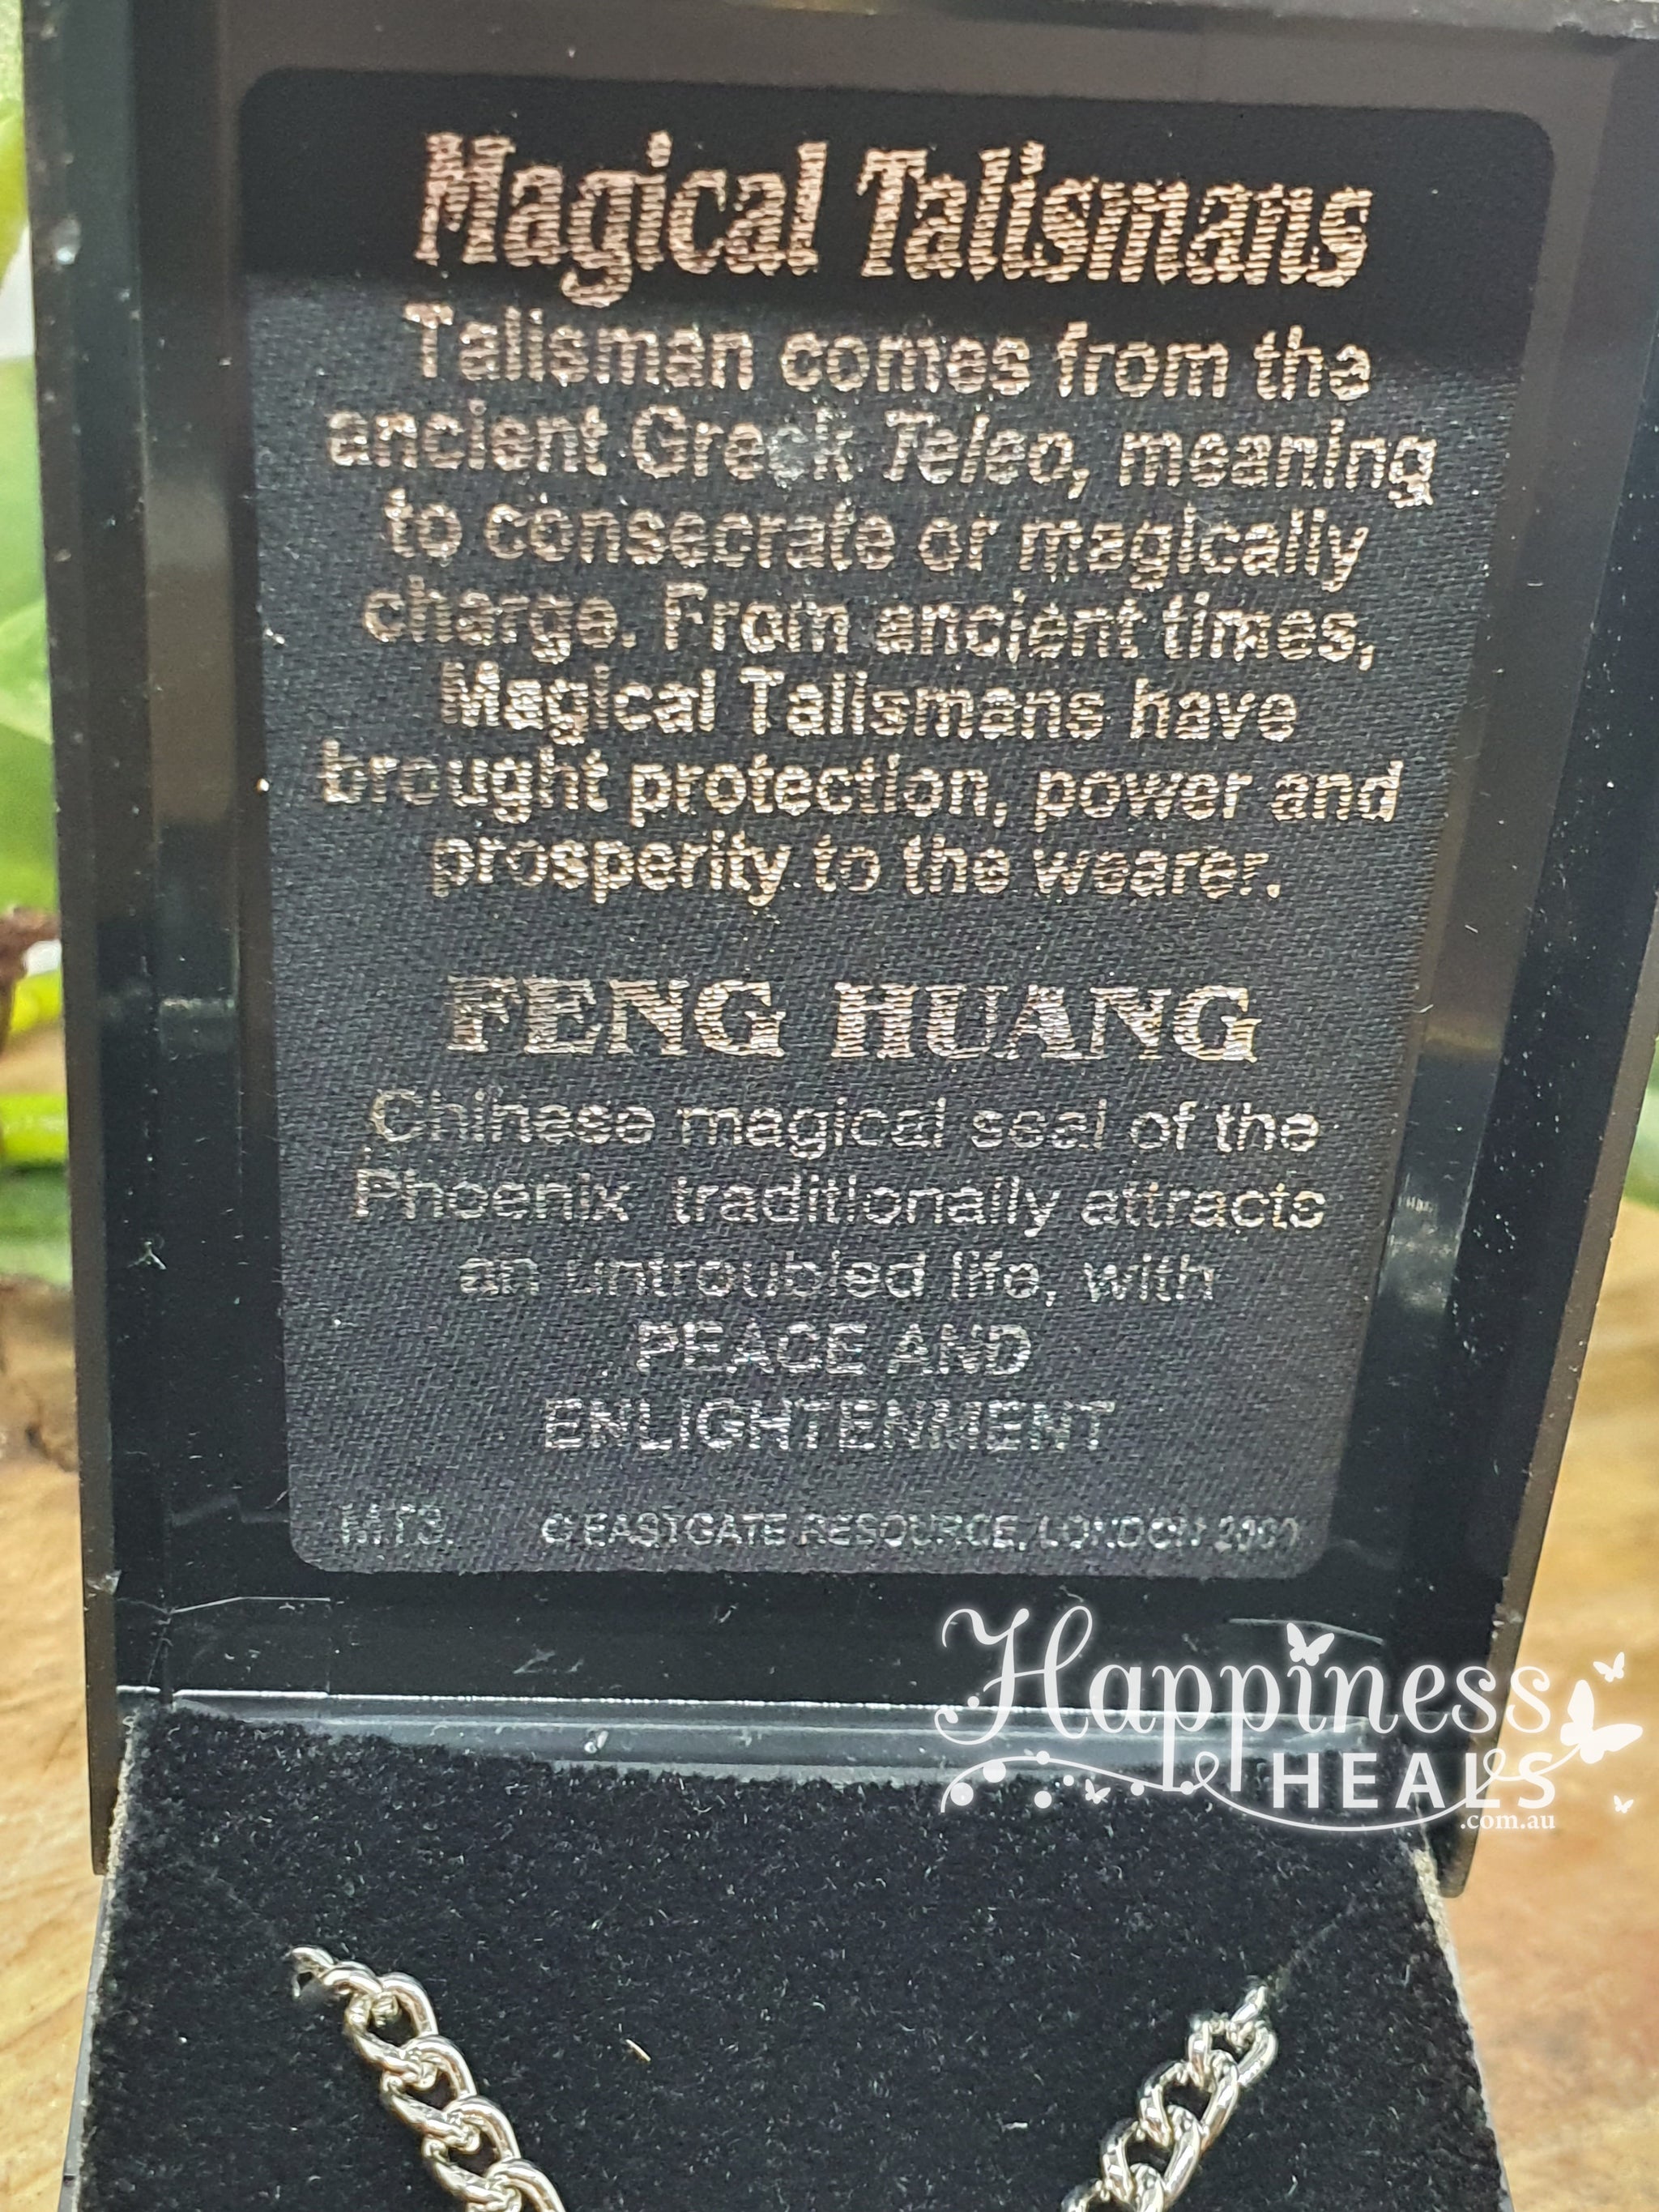 Magical Talismans
Talisman comes from the
ancient Greek Teleo, meaning
to consecrate or magically
charge. From ancient times,
Magical Talismans have
brought protection, power and
prosperity to the wearer.
FENG HUANG
Chinese magical seal of the
Phoenix traditionally attracts
an untroubled life, with
PEACE AND
ENLIGHTENMENT
© EASTGATE RESOURCE, LONDON
Happiness
HEALS
.com.au